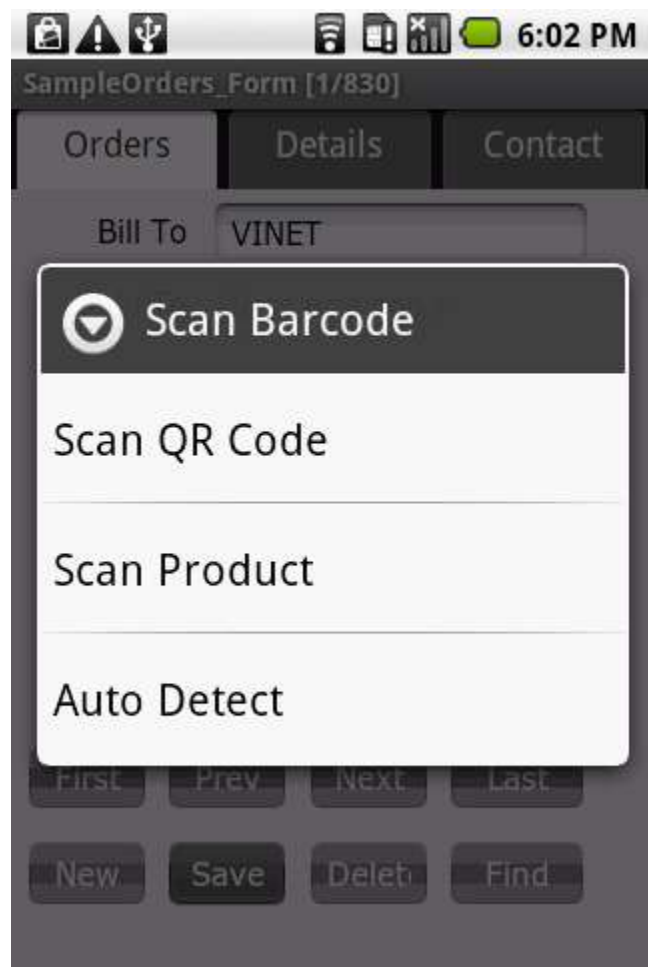 6:02 PM
SampleOrders_Form [1/830]
Orders Details Contact
Bill To VINET
Scan Barcode
Scan QR Code
Scan Product
Auto Detect
First Prev Next Last
New Save Delete Find